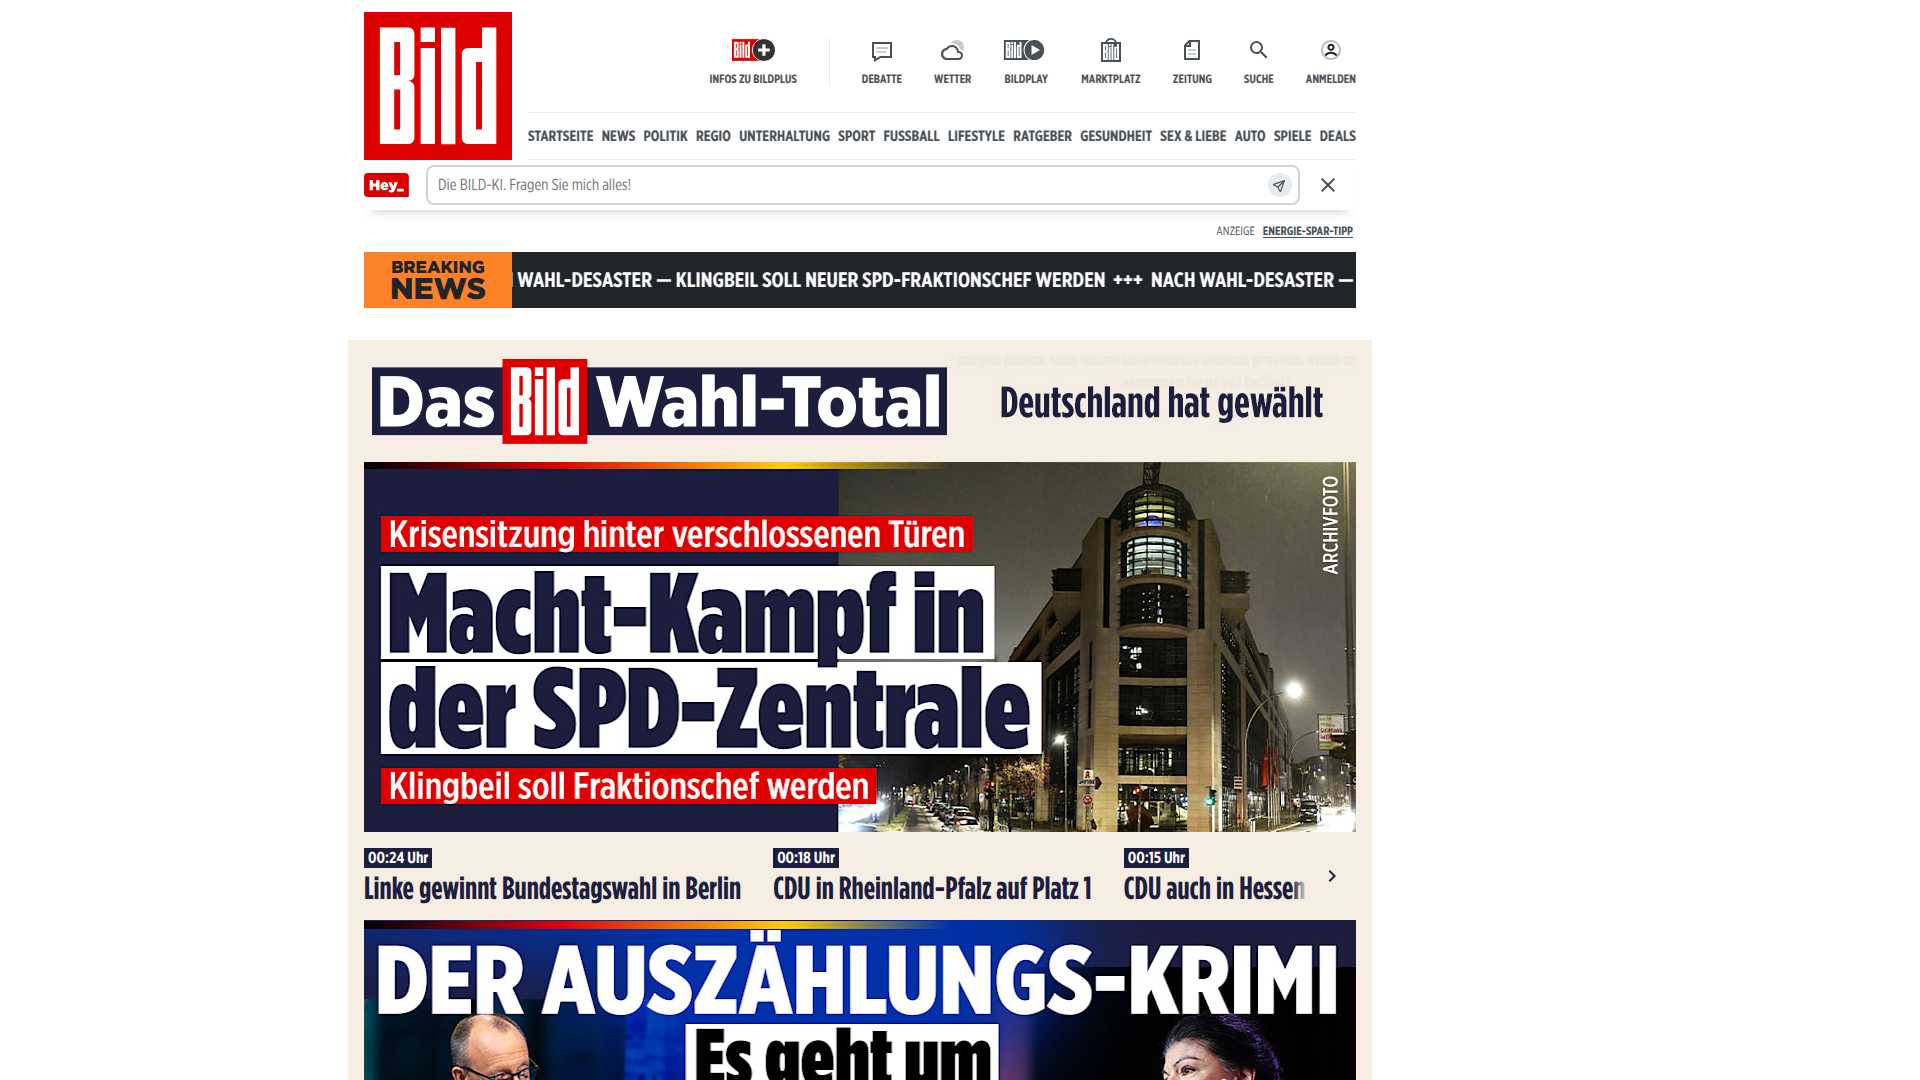 Bild
Bild +
INFOS ZU BILDPLUS
DEBATTE
WETTER
Bild
BILDPLAY
Bild
MARKTPLATZ
ZEITUNG
SUCHE
ANMELDEN
STARTSEITE NEWS POLITIK REGIO UNTERHALTUNG SPORT FUSSBALL LIFESTYLE RATGEBER GESUNDHEIT SEX & LIEBE AUTO SPIELE DEALS
Hey_
Die BILD-KI. Fragen Sie mich alles!
ANZEIGE ENERGIE-SPAR-TIPP
BREAKING
NEWS
WAHL-DESASTER — KLINGBEIL SOLL NEUER SPD-FRAKTIONSCHEF WERDEN +++ NACH WAHL-DESASTER —
Das Bild Wahl-Total
Deutschland hat gewählt
ARCHIVFOTO
Krisensitzung hinter verschlossenen Türen
Macht-Kampf in
der SPD-Zentrale
Klingbeil soll Fraktionschef werden
00:24 Uhr
Linke gewinnt Bundestagswahl in Berlin
00:18 Uhr
CDU in Rheinland-Pfalz auf Platz 1
00:15 Uhr
CDU auch in Hessen
DER AUSZÄHLUNGS-KRIMI
Es geht um